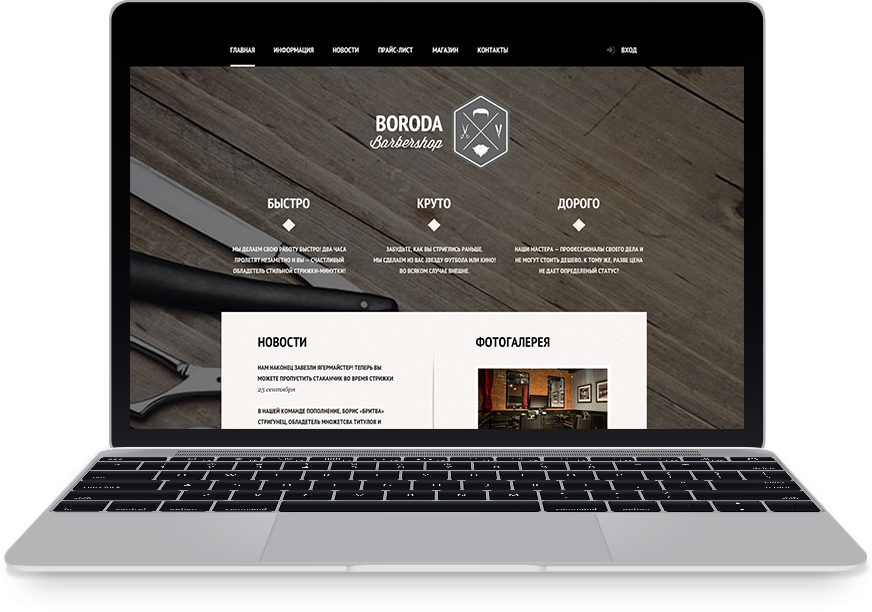 ГЛАВНАЯ ИНФОРМАЦИЯ НОВОСТИ ПРАЙС-ЛИСТ МАГАЗИН КОНТАКТЫ ВХОД
BORODA
Barbershop
БЫСТРО КРУТО ДОРОГО
МЫ ДЕЛАЕМ СВОЮ РАБОТУ БЫСТРО! ДВА ЧАСА
ПРОЛЕТЯТ НЕЗАМЕТНО И ВЫ — СЧАСТЛИВЫЙ
ОБЛАДАТЕЛЬ СТИЛЬНОЙ СТРИЖКИ-МИНУТКИ!
ЗАБУДЬТЕ, КАК ВЫ СТРИГЛИСЬ РАНЬШЕ.
МЫ СДЕЛАЕМ ИЗ ВАС ЗВЕЗДУ ФУТБОЛА ИЛИ КИНО!
ВО ВСЯКОМ СЛУЧАЕ ВНЕШНЕ.
НАШИ МАСТЕРА — ПРОФЕССИОНАЛЫ СВОЕГО ДЕЛА И
НЕ МОГУТ СТОИТЬ ДЕШЕВО. К ТОМУ ЖЕ, РАЗВЕ ЦЕНА
НЕ ДАЕТ ОПРЕДЕЛЕННЫЙ СТАТУС?
НОВОСТИ
НАМ НАКОНЕЦ ЗАВЕЗЛИ ЯГЕРМАЙСТЕР! ТЕПЕРЬ ВЫ
МОЖЕТЕ ПРОПУСТИТЬ СТАКАНЧИК ВО ВРЕМЯ СТРИЖКИ
25 сентября
В НАШЕЙ КОМАНДЕ ПОПОЛНЕНИЕ, БОРИС «БРИТВА»
СТРИГУНЕЦ, ОБЛАДАТЕЛЬ МНОЖЕТСВА ТИТУЛОВ И
ФОТОГАЛЕРЕЯ